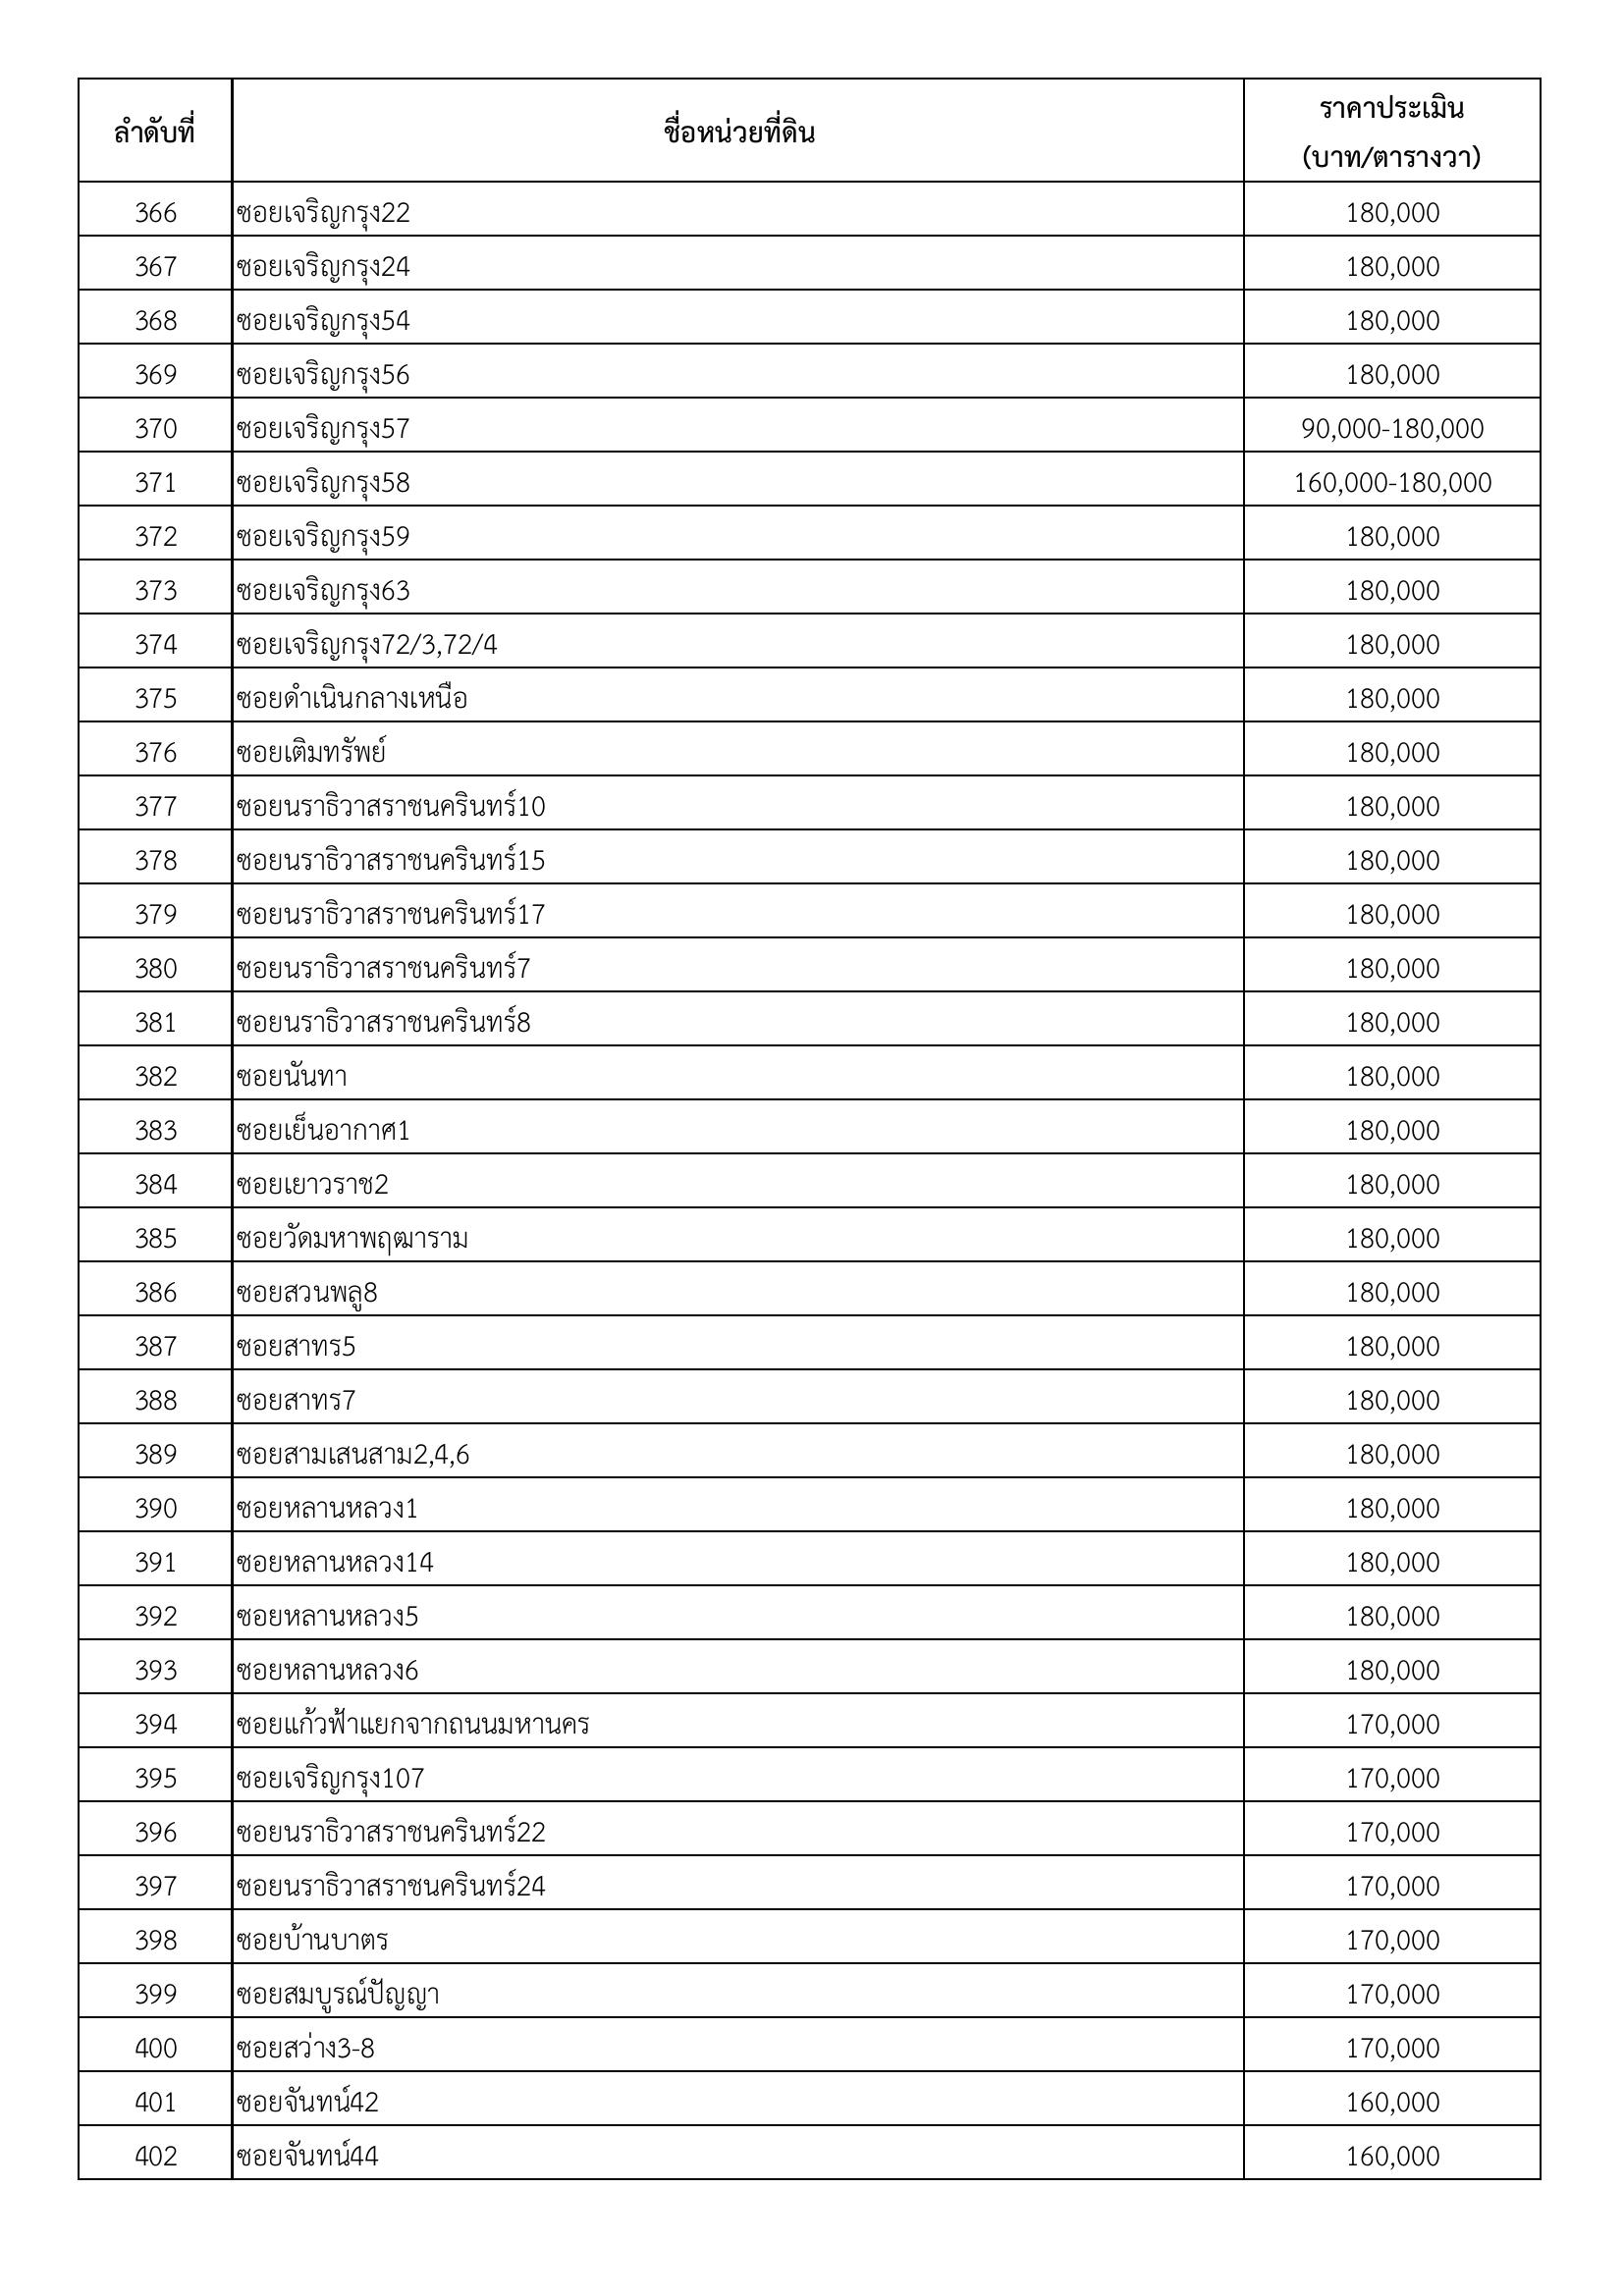 ลำดับที่ ชื่อหน่วยที่ดิน ราคาประเมิน
(บาท/ตารางวา)
366 ซอยเจริญกรุง22 180,000
367 ซอยเจริญกรุง24 180,000
368 ซอยเจริญกรุง54 180,000
369 ซอยเจริญกรุง56 180,000
370 ซอยเจริญกรุง57 90,000-180,000
371 ซอยเจริญกรุง58 160,000-180,000
372 ซอยเจริญกรุง59 180,000
373 ซอยเจริญกรุง63 180,000
374 ซอยเจริญกรุง72/3,72/4 180,000
375 ซอยดำเนินกลางเหนือ 180,000
376 ซอยเติมทรัพย์ 180,000
377 ซอยนราธิวาสราชนครินทร์10 180,000
378 ซอยนราธิวาสราชนครินทร์15 180,000
379 ซอยนราธิวาสราชนครินทร์17 180,000
380 ซอยนราธิวาสราชนครินทร์7 180,000
381 ซอยนราธิวาสราชนครินทร์8 180,000
382 ซอยนันทา 180,000
383 ซอยเย็นอากาศ1 180,000
384 ซอยเยาวราช2 180,000
385 ซอยวัดมหาพฤฒาราม 180,000
386 ซอยสวนพลู8 180,000
387 ซอยสาทร5 180,000
388 ซอยสาทร7 180,000
389 ซอยสามเสนสาม2,4,6 180,000
390 ซอยหลานหลวง1 180,000
391 ซอยหลานหลวง14 180,000
392 ซอยหลานหลวง5 180,000
393 ซอยหลานหลวง6 180,000
394 ซอยแก้วฟ้าแยกจากถนนมหานคร 170,000
395 ซอยเจริญกรุง107 170,000
396 ซอยนราธิวาสราชนครินทร์22 170,000
397 ซอยนราธิวาสราชนครินทร์24 170,000
398 ซอยบ้านบาตร 170,000
399 ซอยสมบูรณ์ปัญญา 170,000
400 ซอยสว่าง3-8 170,000
401 ซอยจันทน์42 160,000
402 ซอยจันทน์44 160,000